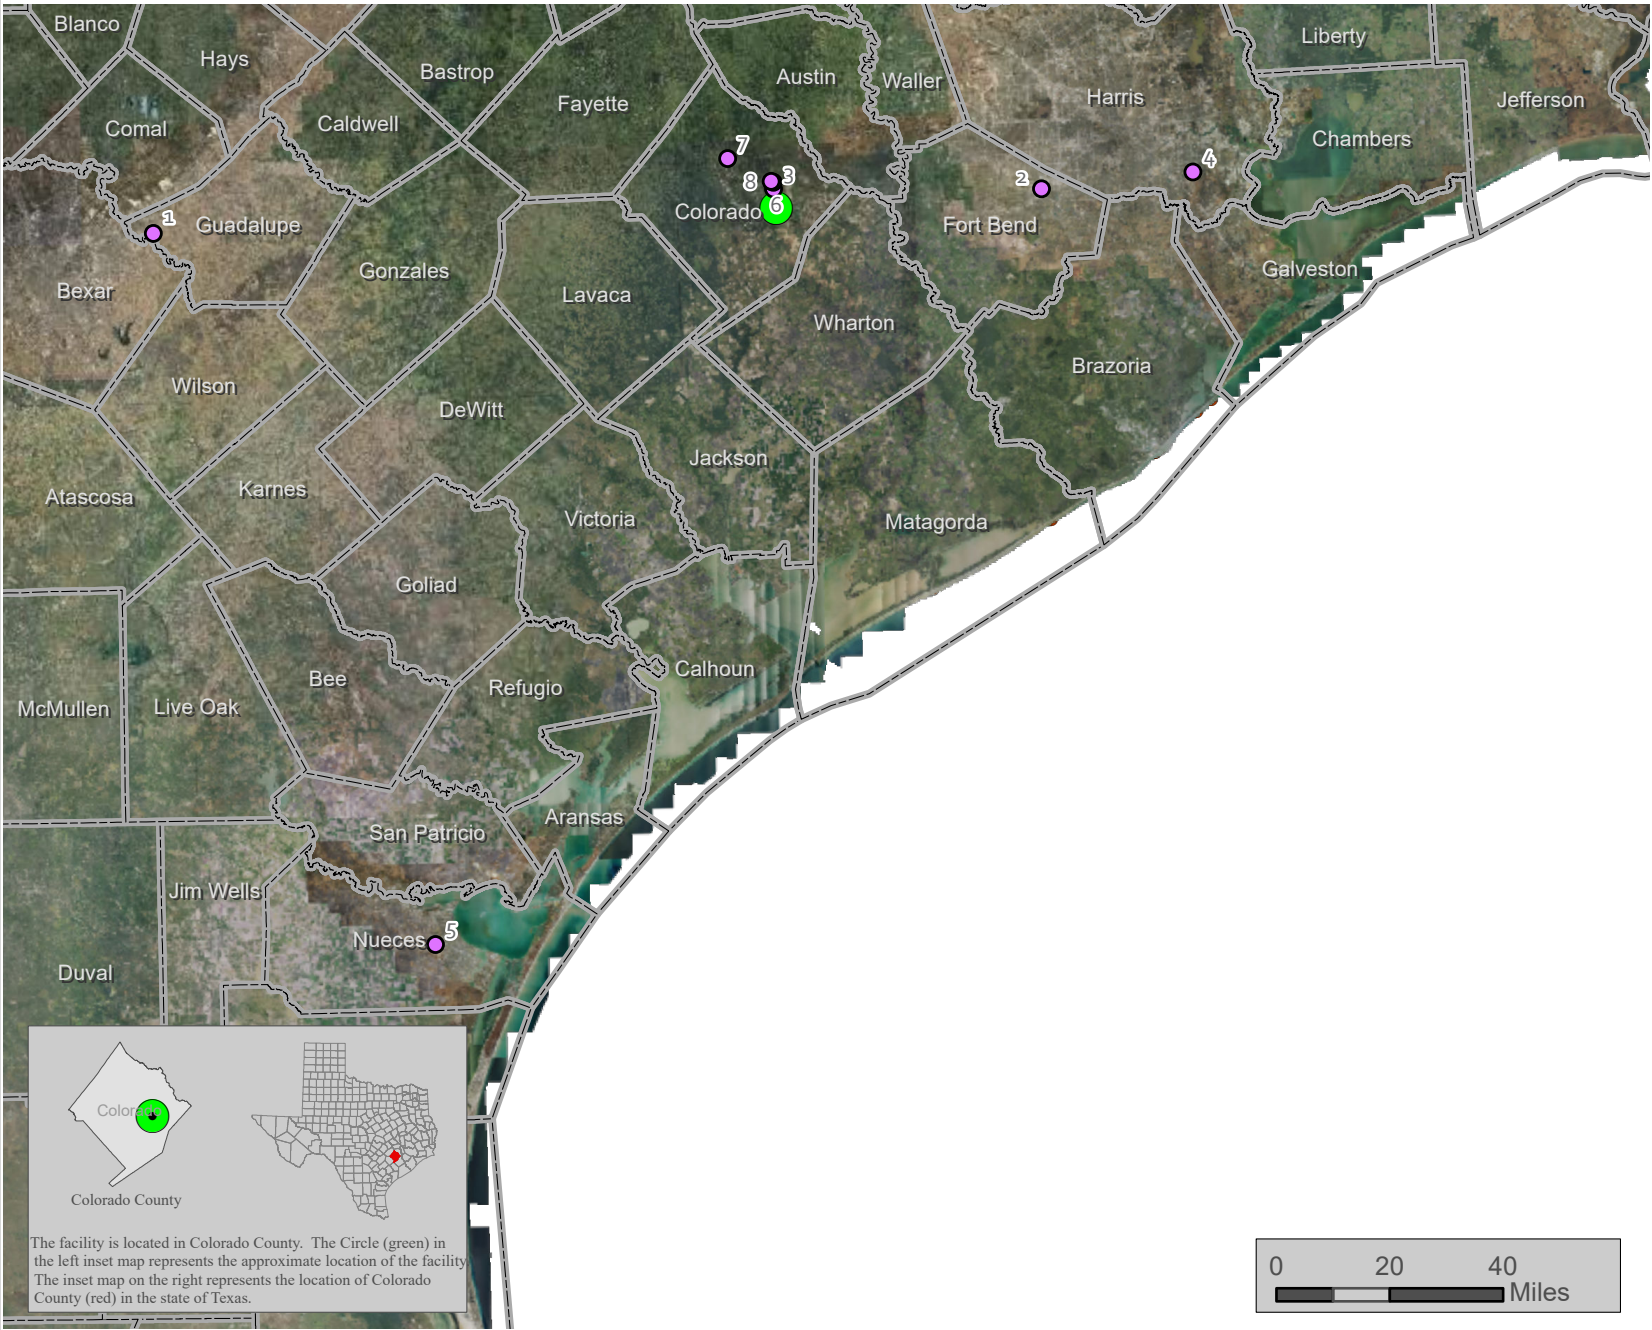 Blanco
Hays
Bastrop
Fayette
Austin
Waller
Harris
Liberty
Jefferson
Comal
Caldwell
Chambers
7
8
3
4
2
Colorado
6
1
Guadalupe
Fort Bend
Bexar
Gonzales
Lavaca
Galveston
Wharton
Wilson
Brazoria
DeWitt
Jackson
Atascosa
Karnes
Victoria
Matagorda
Goliad
Calhoun
McMullen
Live Oak
Bee
Refugio
San Patricio
Aransas
Jim Wells
Nueces
5
Duval
Colorado
Colorado County
The facility is located in Colorado County. The Circle (green) in
the left inset map represents the approximate location of the facility
The inset map on the right represents the location of Colorado
County (red) in the state of Texas.
0 20 40
Miles